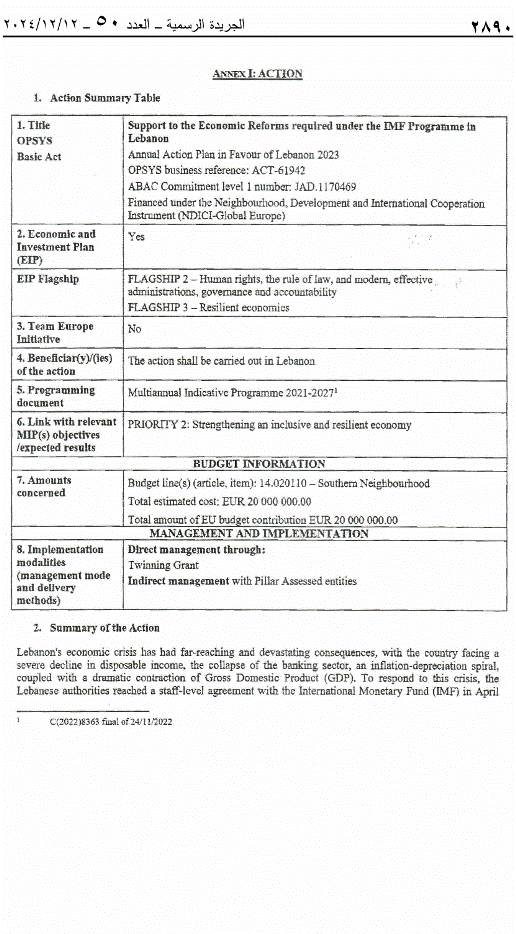 الجريدة الرسمية ـ العدد ٥٠ ـ ٢٠٢٤/١٢/١٢
٢٨٩٠
ANNEX I: ACTION
1. Action Summary Table
1. Title
OPSYS
Basic Act
Support to the Economic Reforms required under the IMF Programme in
Lebanon
Annual Action Plan in Favour of Lebanon 2023
OPSYS business reference: ACT-61942
ABAC Commitment level 1 number: JAD.1170469
Financed under the Neighbourhood, Development and International Cooperation
Instrument (NDICI-Global Europe)
2. Economic and
Investment Plan
(EIP)
Yes
EIP Flagship
FLAGSHIP 2 – Human rights, the rule of law, and modern, effective
administrations, governance and accountability
FLAGSHIP 3 – Resilient economies
3. Team Europe
Initiative
No
4. Beneficiar(y)/(ies)
of the action
The action shall be carried out in Lebanon
5. Programming
document
Multiannual Indicative Programme 2021-2027¹
6. Link with relevant
MIP(s) objectives
/expected results
PRIORITY 2: Strengthening an inclusive and resilient economy
BUDGET INFORMATION
7. Amounts
concerned
Budget line(s) (article, item): 14.020110 – Southern Neighbourhood
Total estimated cost: EUR 20 000 000.00
Total amount of EU budget contribution EUR 20 000 000.00
MANAGEMENT AND IMPLEMENTATION
8. Implementation
modalities
(management mode
and delivery
methods)
Direct management through:
Twinning Grant
Indirect management with Pillar Assessed entities
2. Summary of the Action
Lebanon's economic crisis has had far-reaching and devastating consequences, with the country facing a
severe decline in disposable income, the collapse of the banking sector, an inflation-depreciation spiral,
coupled with a dramatic contraction of Gross Domestic Product (GDP). To respond to this crisis, the
Lebanese authorities reached a staff-level agreement with the International Monetary Fund (IMF) in April
1 C(2022)8363 final of 24/11/2022